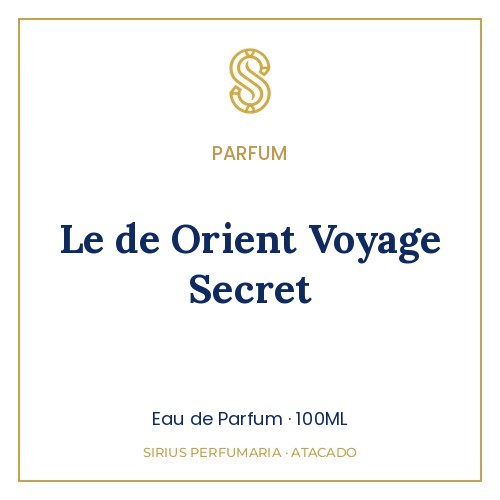 PARFUM
Le de Orient Voyage
Secret
Eau de Parfum · 100ML
SIRIUS PERFUMARIA · ATACADO